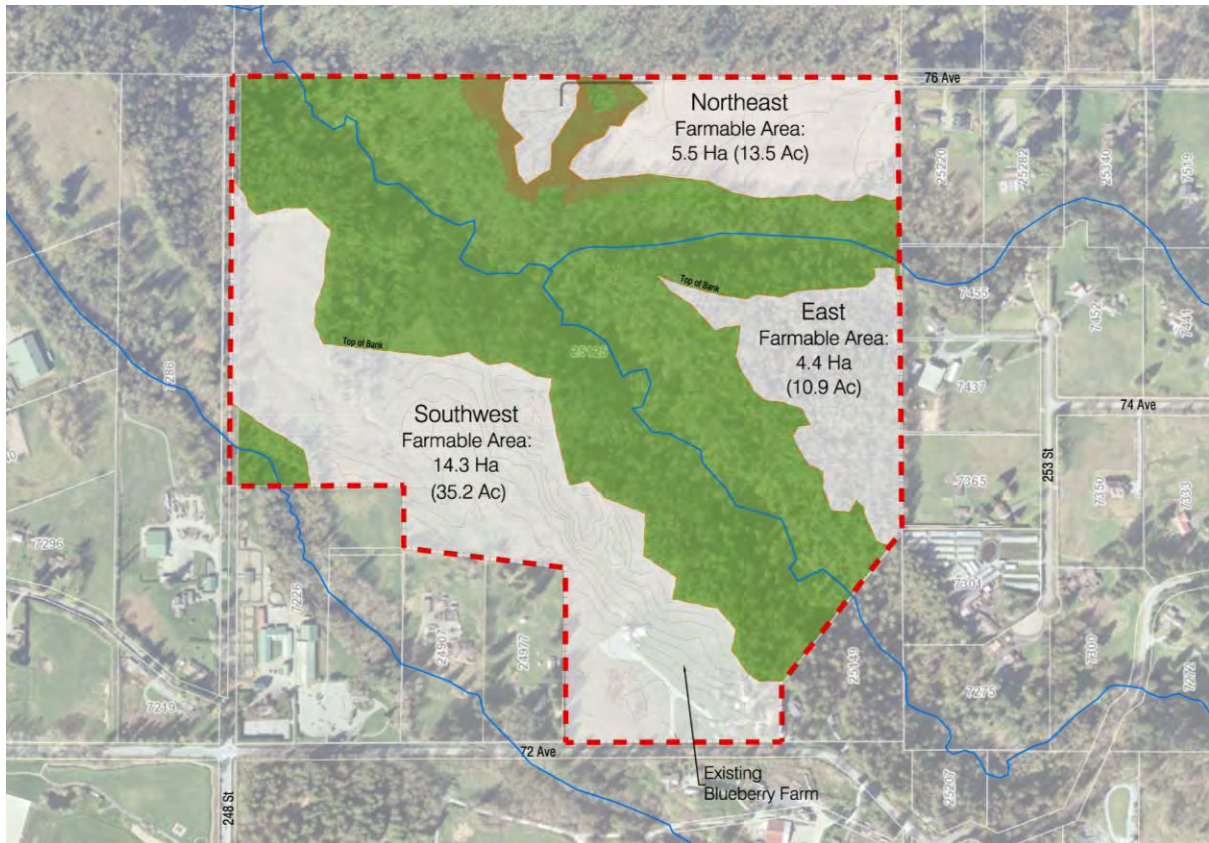 76 Ave
Northeast
Farmable Area:
5.5 Ha (13.5 Ac)
25220
25282
25140
7519
Top of Bank
7455
7452
7441
East
Farmable Area:
4.4 Ha
(10.9 Ac)
25125
Top of Bank
7286
7437
74 Ave
Southwest
Farmable Area:
14.3 Ha
(35.2 Ac)
253 St
7365
7350
7333
7296
7226
24907
24977
7301
7300
7272
25149
7275
7219
72 Ave
Existing
Blueberry Farm
248 St
25207